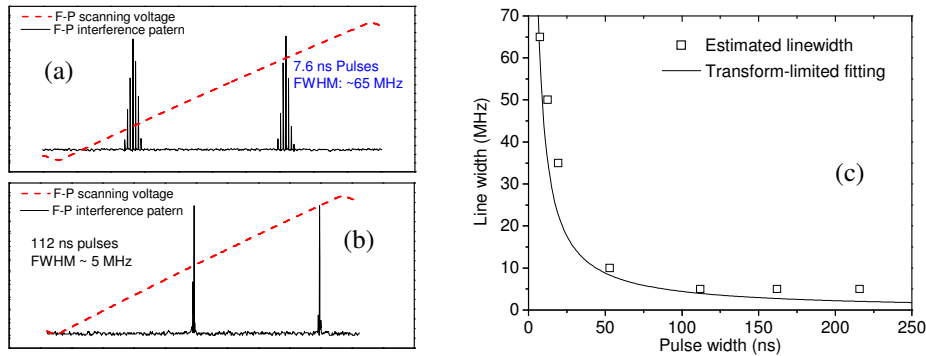 F-P scanning voltage
F-P interference patern
(a)
7.6 ns Pulses
FWHM: ~65 MHz
F-P scanning voltage
F-P interference patern
112 ns pulses
FWHM ~ 5 MHz
(b)
70
60
50
40
30
20
10
0
Line width (MHz)
Estimated linewidth
Transform-limited fitting
(c)
0 50 100 150 200 250
Pulse width (ns)